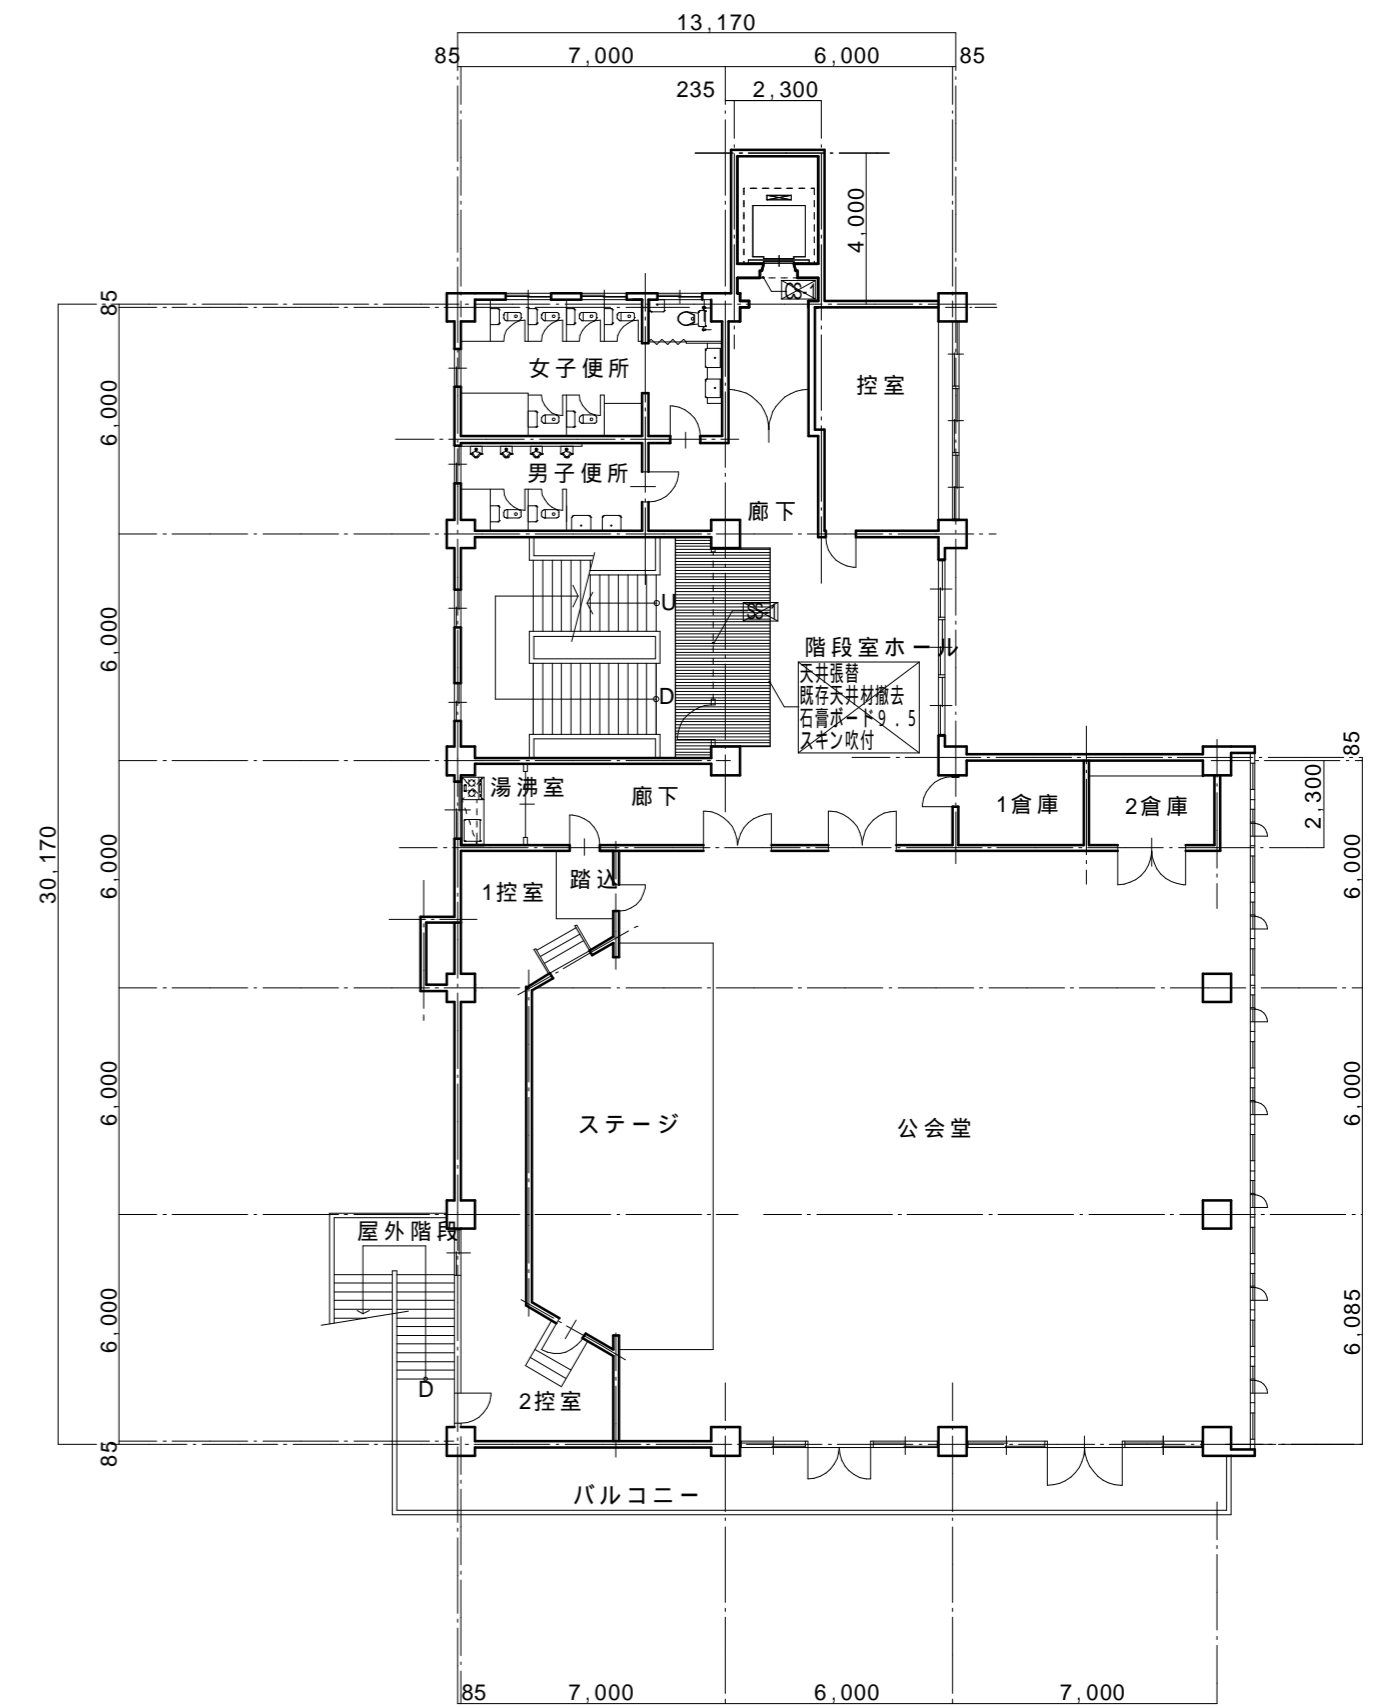 13,170
85
7,000
6,000
85
235
2,300
4,000
85
女子便所
控室
6,000
男子便所
廊下
U
6,000
階段室ホール
天井張替
既存天井材撤去
石膏ボード9.5
スキン吹付
D
85
湯沸室
廊下
1倉庫
2倉庫
2,300
30,170
6,000
6,000
1控室
踏込
6,000
ステージ
公会堂
6,000
屋外階段
6,000
6,085
D
2控室
85
バルコニー
85
7,000
6,000
7,000